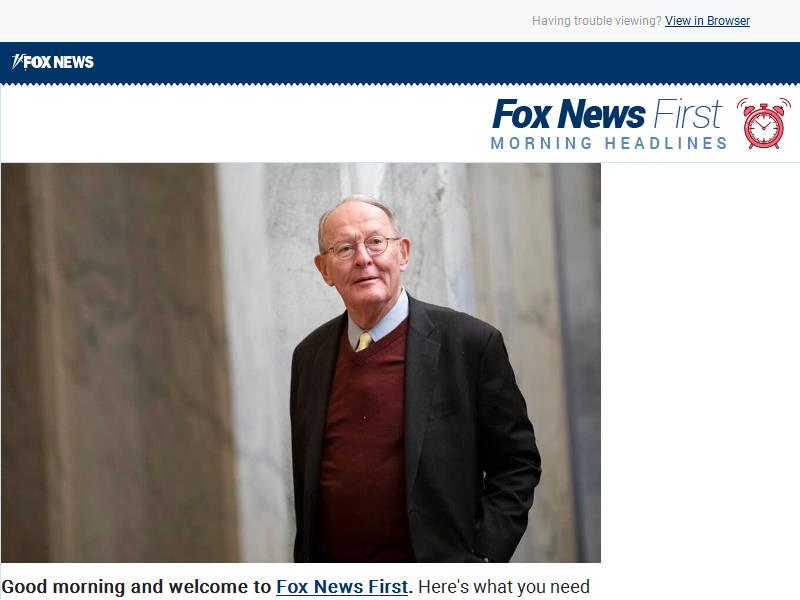 Having trouble viewing? View in Browser
FOX NEWS
Fox News First
MORNING HEADLINES
Good morning and welcome to Fox News First. Here's what you need